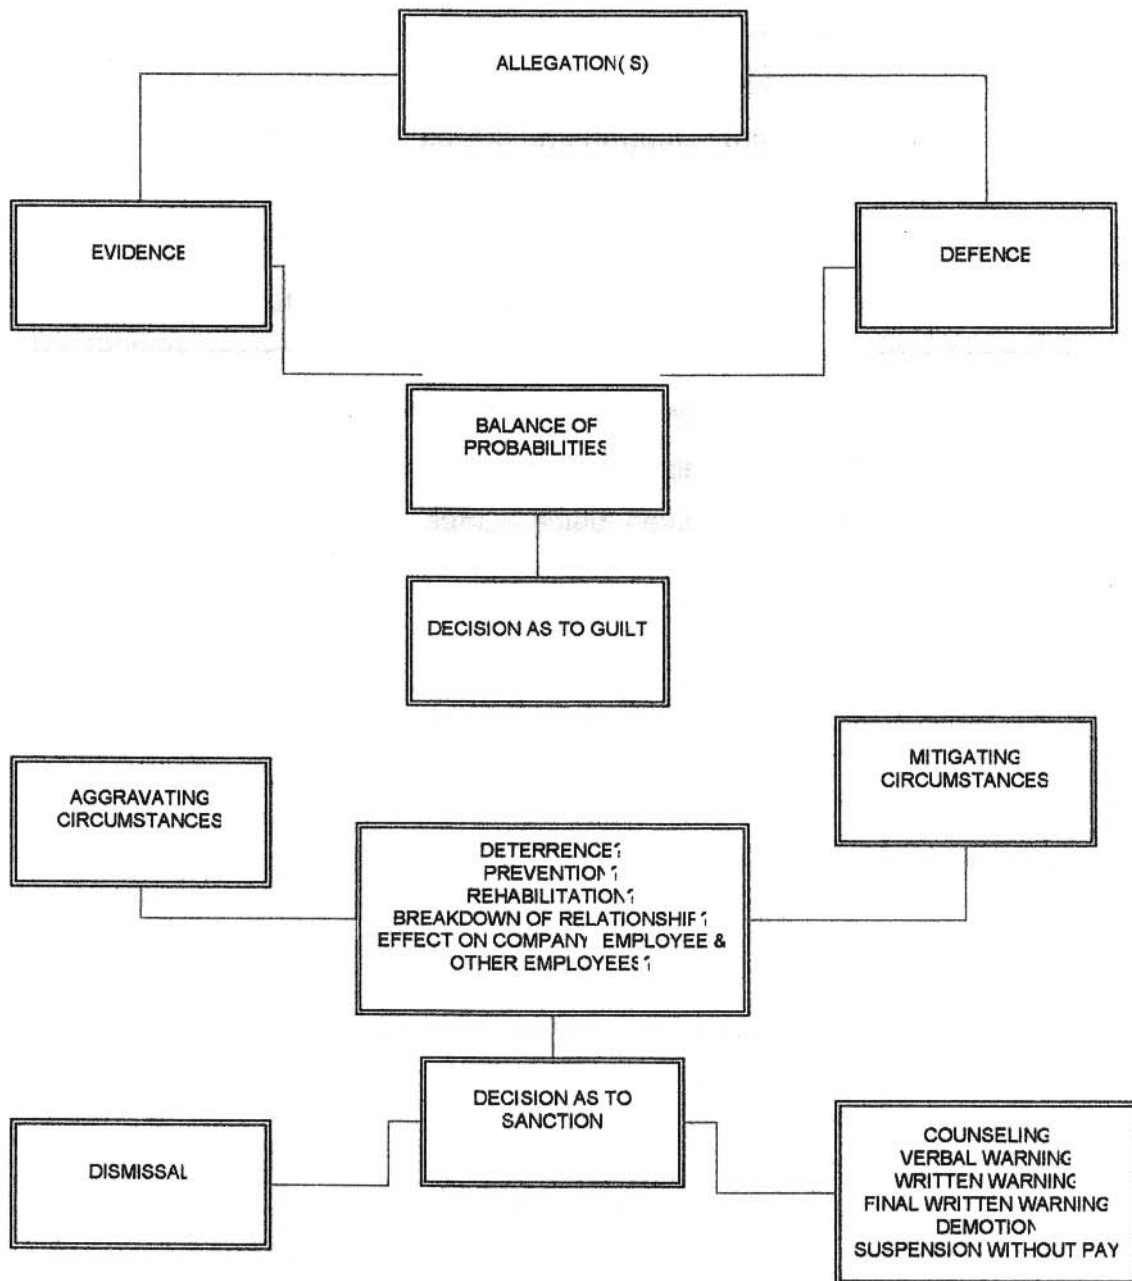 ALLEGATION(S)
EVIDENCE
DEFENCE
BALANCE OF
PROBABILITIES
DECISION AS TO GUILT
AGGRAVATING
CIRCUMSTANCES
MITIGATING
CIRCUMSTANCES
DETERRENCE?
PREVENTION?
REHABILITATION?
BREAKDOWN OF RELATIONSHIP?
EFFECT ON COMPANY EMPLOYEE &
OTHER EMPLOYEES?
DECISION AS TO
SANCTION
DISMISSAL
COUNSELING
VERBAL WARNING
WRITTEN WARNING
FINAL WRITTEN WARNING
DEMOTION
SUSPENSION WITHOUT PAY